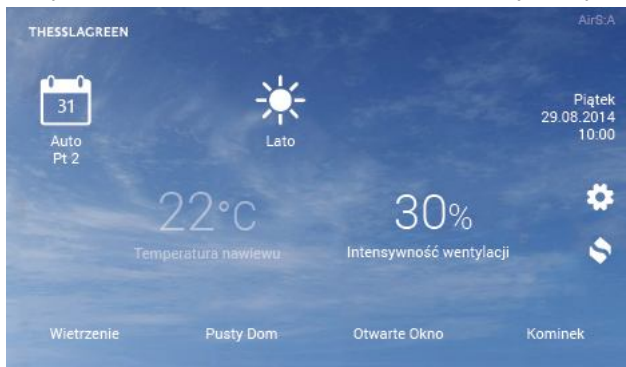 AirS:A
THESSLAGREEN
31
Auto
Pt 2
Lato
Piątek
29.08.2014
10:00
22°C
Temperatura nawiewu
30%
Intensywność wentylacji
Wietrzenie
Pusty Dom
Otwarte Okno
Kominek